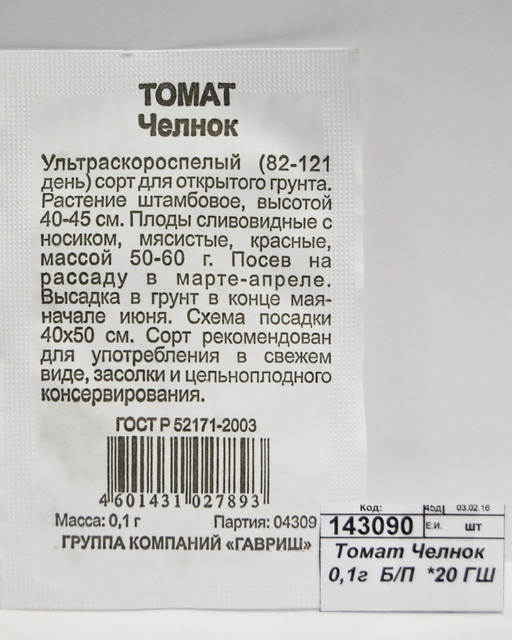 ТОМАТ
Челнок
Ультраскороспелый (82-121
день) сорт для открытого грунта.
Растение штамбовое, высотой
40-45 см. Плоды сливовидные с
носиком, мясистые, красные,
массой 50-60 г. Посев на
рассаду в марте-апреле.
Высадка в грунт в конце мая-
начале июня. Схема посадки
40х50 см. Сорт рекомендован
для употребления в свежем
виде, засолки и цельноплодного
консервирования.
ГОСТ Р 52171-2003
4 601431 027893
Масса: 0,1 г Партия: 04309
ГРУППА КОМПАНИЙ «ГАВРИШ»
Код: 45д 03.02.16
143090 Е.И. шт
Томат Челнок
0,1г Б/П *20 ГШ